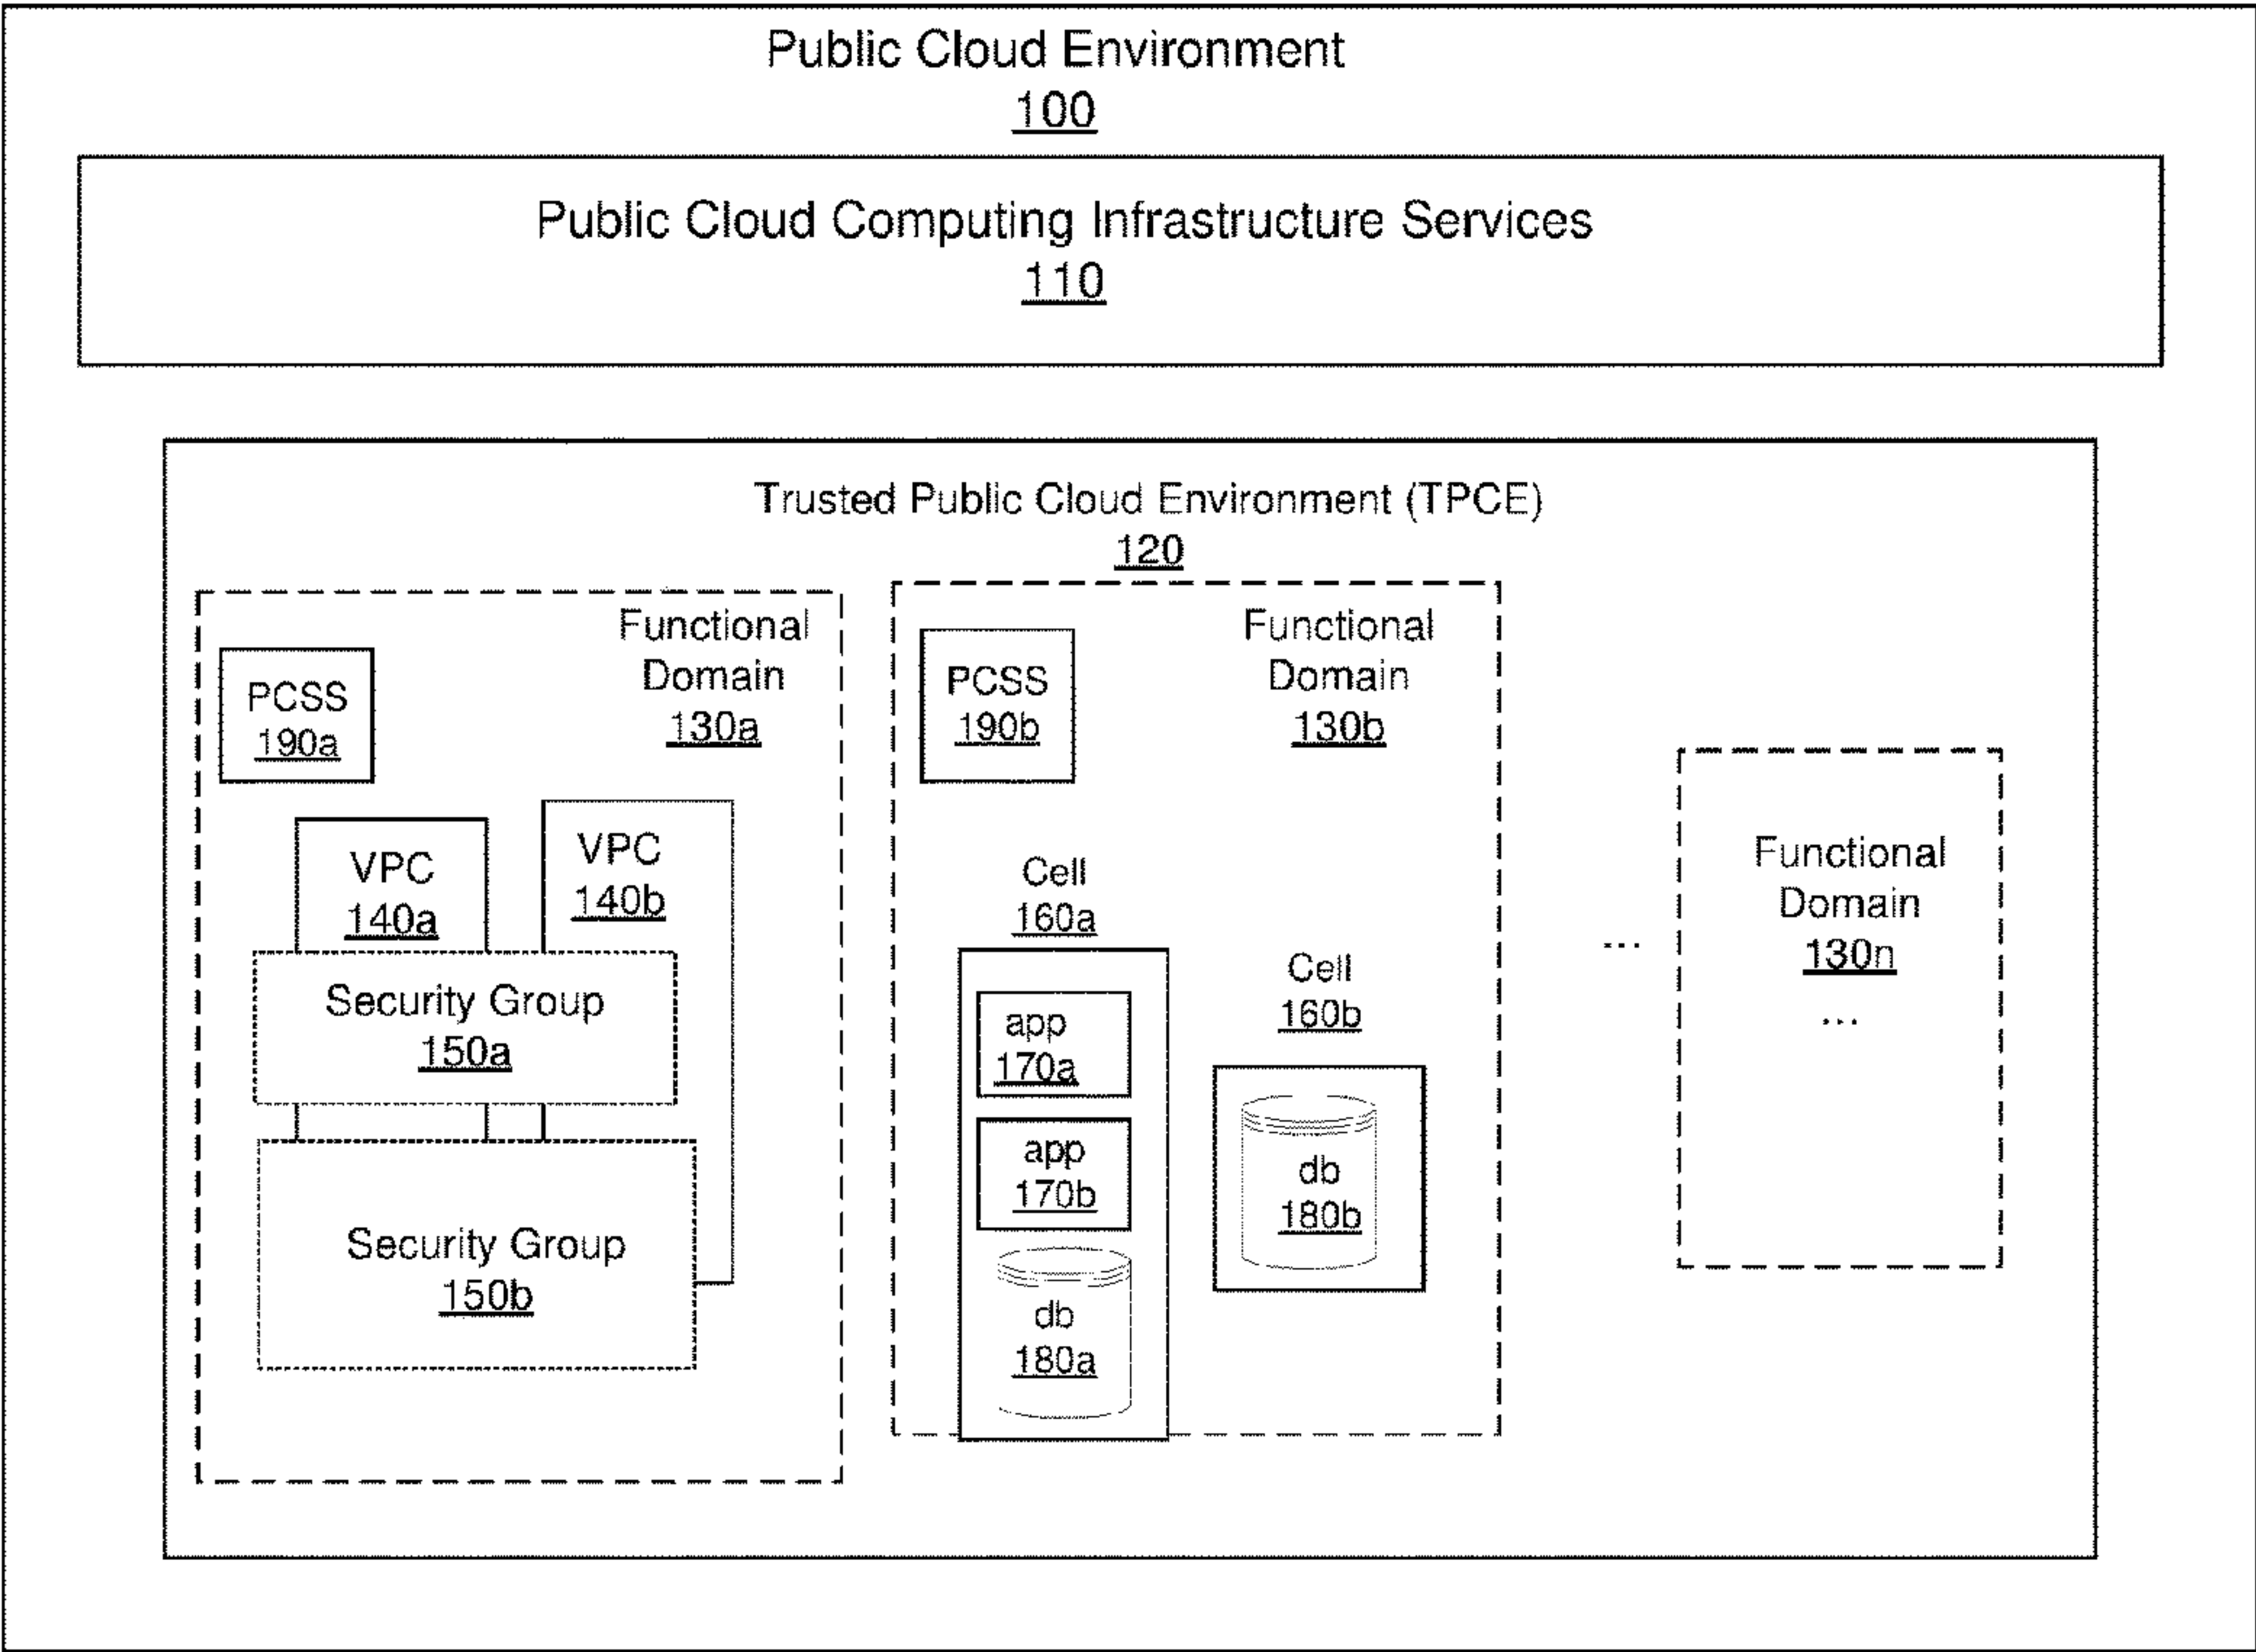 Public Cloud Environment
100
Public Cloud Computing Infrastructure Services
110
Trusted Public Cloud Environment (TPCE)
120
Functional
Domain
130a
PCSS
190a
VPC
140a
VPC
140b
Security Group
150a
Security Group
150b
Functional
Domain
130b
PCSS
190b
Cell
160a
app
170a
app
170b
db
180a
Cell
160b
db
180b
...
Functional
Domain
130n
...